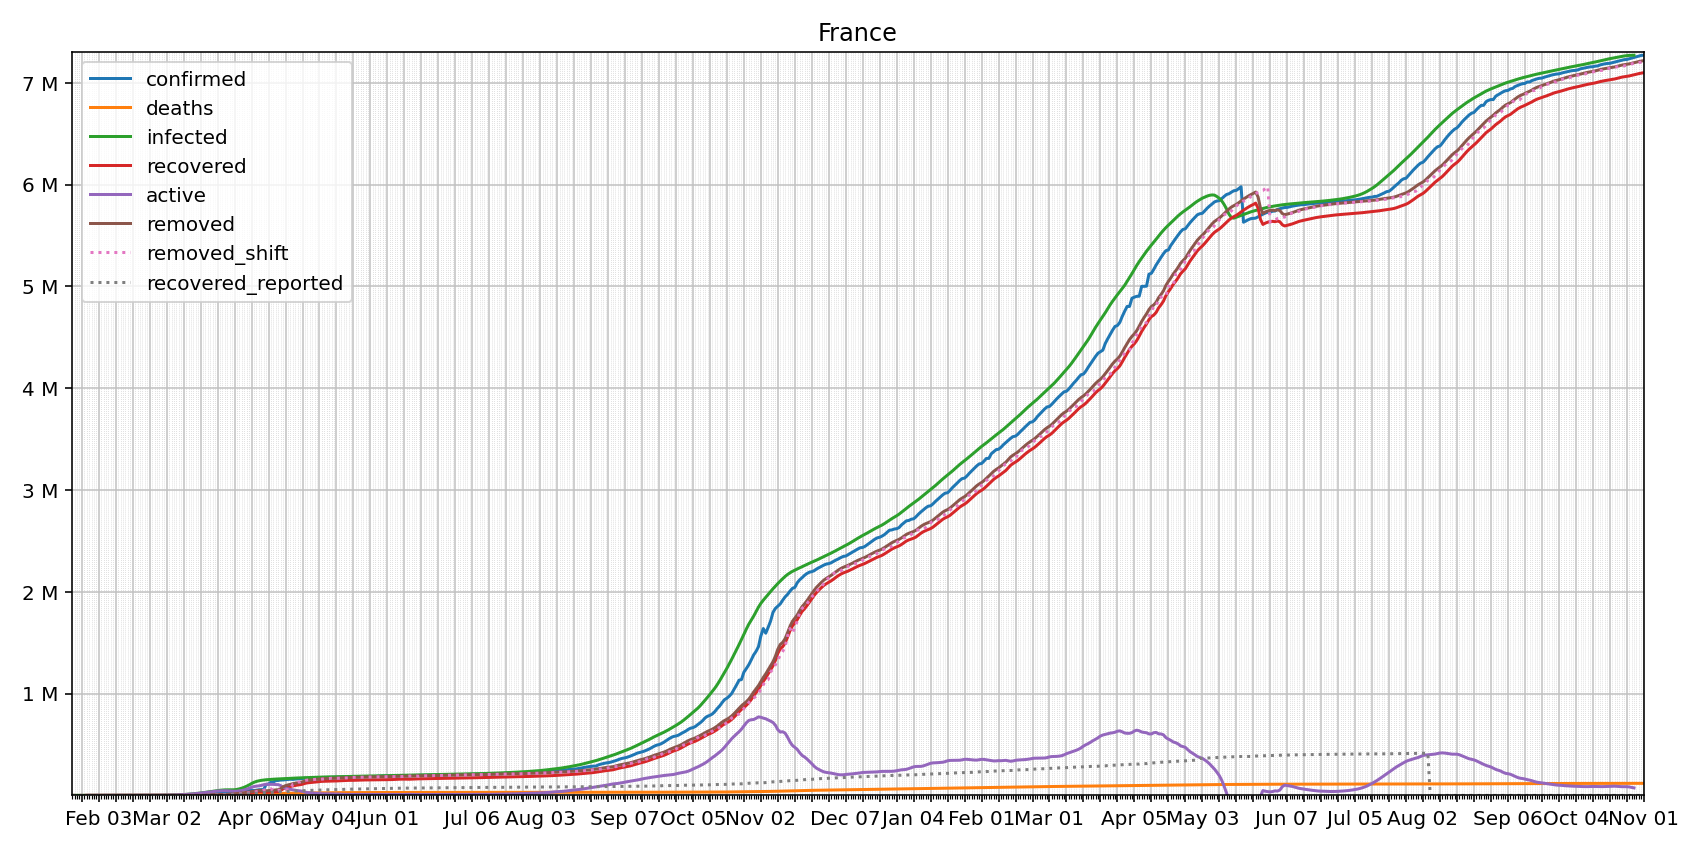 France
7 M
6 M
5 M
4 M
3 M
2 M
1 M
confirmed
deaths
infected
recovered
active
removed
removed_shift
recovered_reported
Feb 03 Mar 02 Apr 06 May 04 Jun 01 Jul 06 Aug 03 Sep 07 Oct 05 Nov 02 Dec 07 Jan 04 Feb 01 Mar 01 Apr 05 May 03 Jun 07 Jul 05 Aug 02 Sep 06 Oct 04 Nov 01